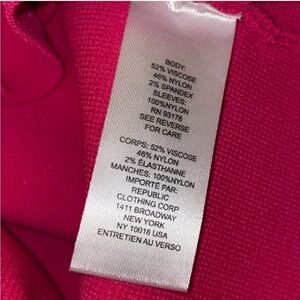 BODY:
52% VISCOSE
46% NYLON
2% SPANDEX
SLEEVES:
100%NYLON
RN 93178
SEE REVERSE
FOR CARE
CORPS: 52% VISCOSE
46% NYLON
2% ÉLASTHANNE
MANCHES: 100%NYLON
IMPORTÉ PAR:
REPUBLIC
CLOTHING CORP
1411 BROADWAY
NEW YORK
NY 10018 USA
ENTRETIEN AU VERSO